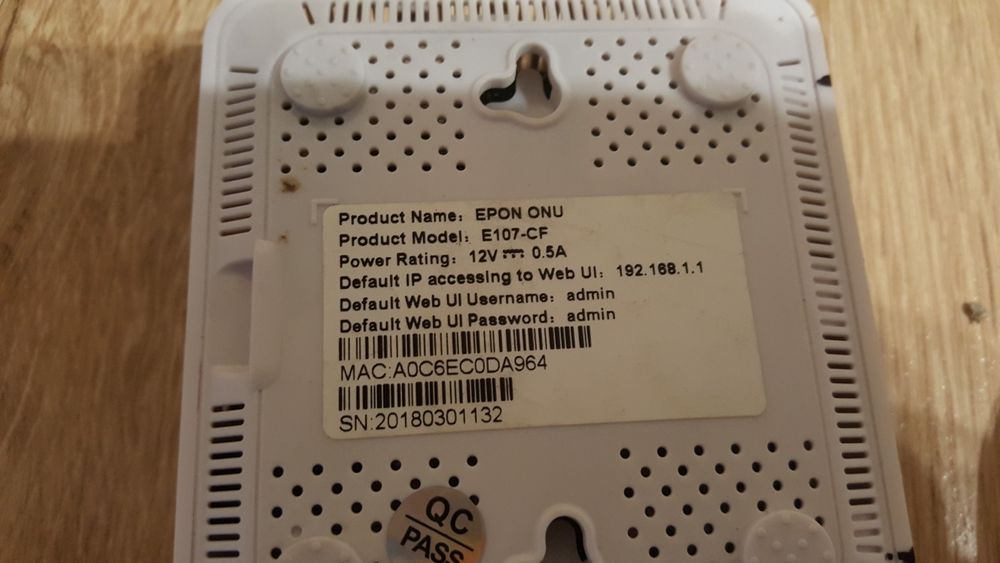 Product Name: EPON ONU
Product Model: E107-CF
Power Rating: 12V ⎓ 0.5A
Default IP accessing to Web UI: 192.168.1.1
Default Web UI Username: admin
Default Web UI Password: admin
MAC:A0C6EC0DA964
SN:20180301132
QC
PASS